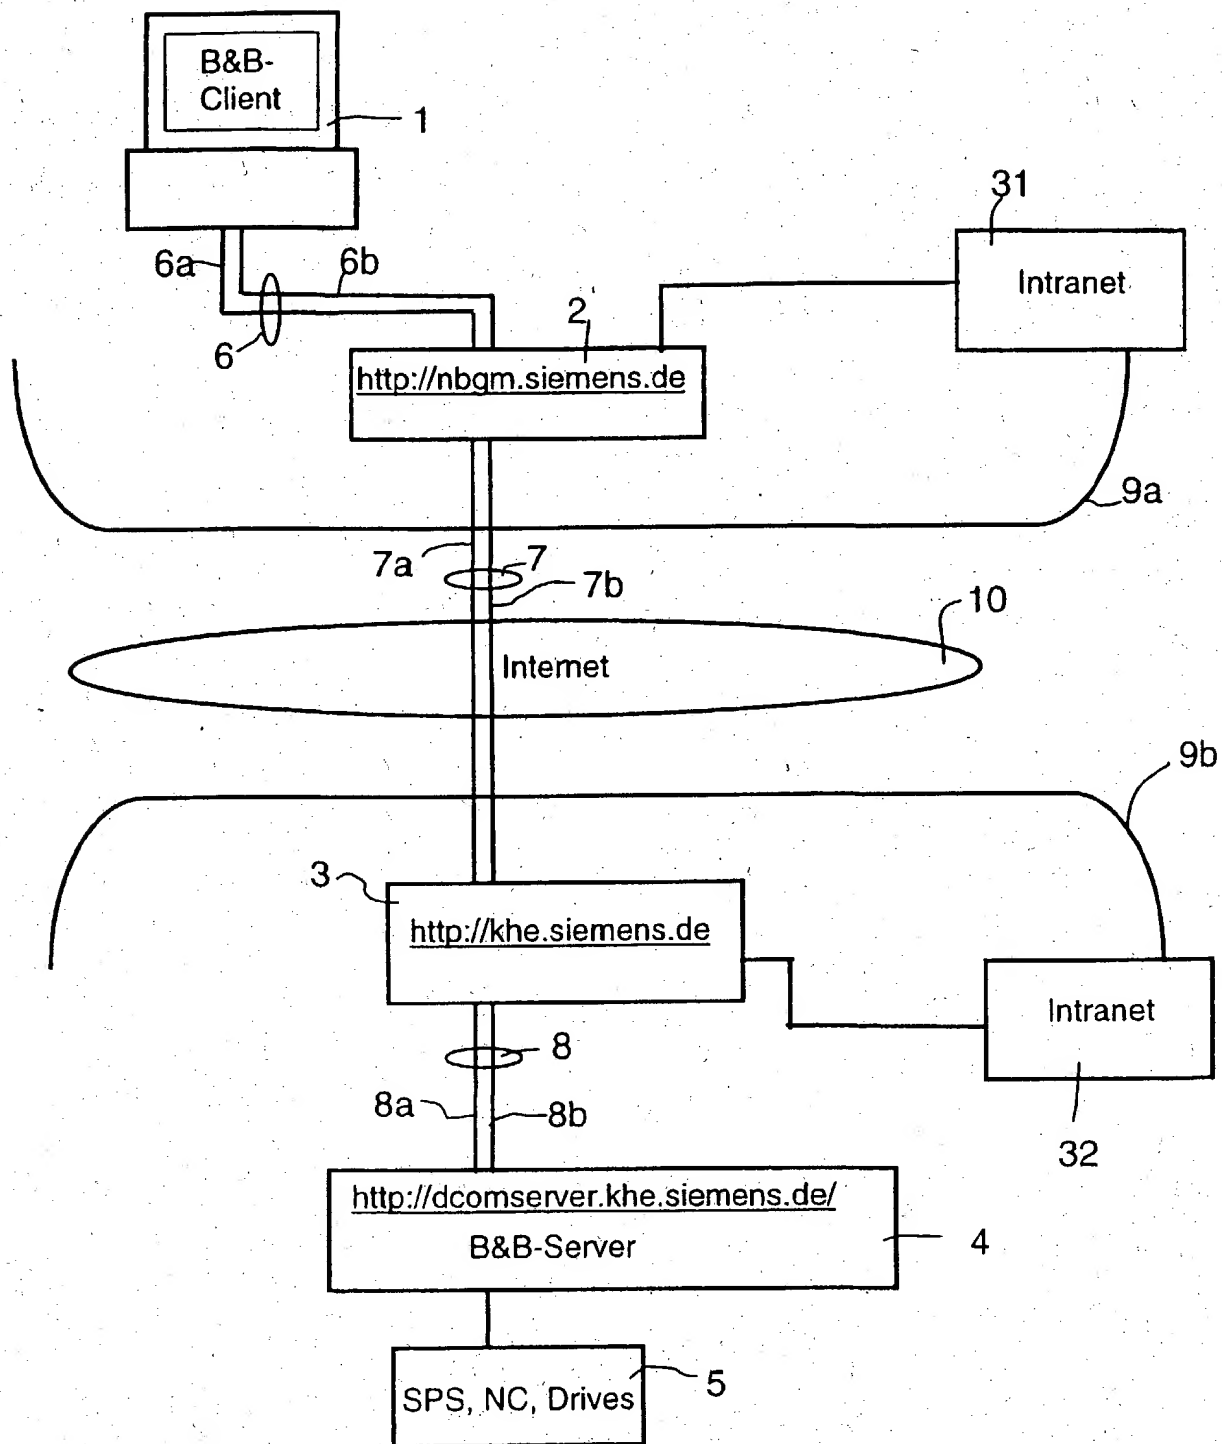 B&B-
Client
1
31
Intranet
6a
6b
6
2
http://nbgm.siemens.de
9a
7a
7
7b
10
Internet
9b
3
http://khe.siemens.de
Intranet
32
8
8a
8b
http://dcomserver.khe.siemens.de/
B&B-Server
4
SPS, NC, Drives
5